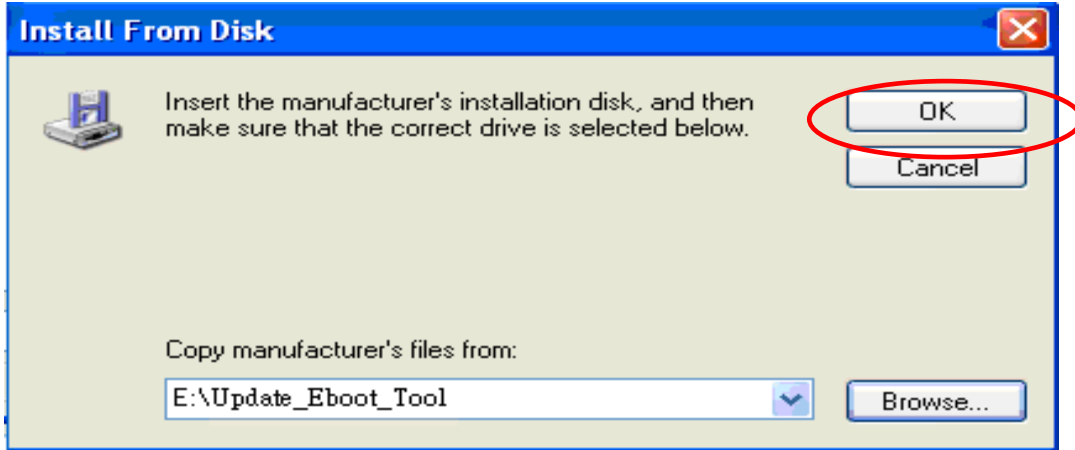 Install From Disk
Insert the manufacturer's installation disk, and then
make sure that the correct drive is selected below.
OK
Cancel
Copy manufacturer's files from:
E:\Update_Eboot_Tool
Browse...